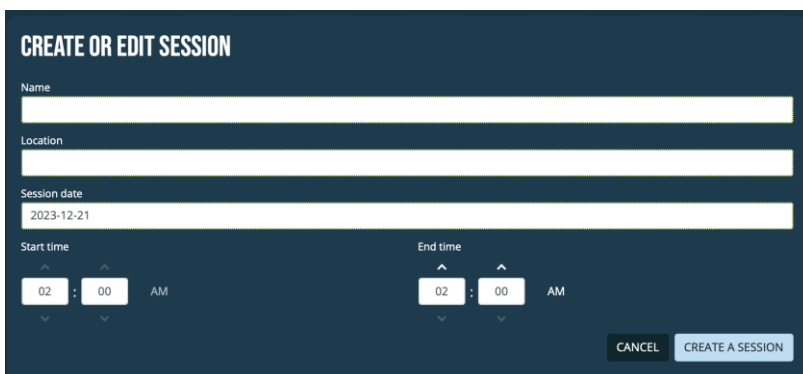 CREATE OR EDIT SESSION
Name
Location
Session date
2023-12-21
Start time End time
02 : 00 AM 02 : 00 AM
CANCEL CREATE A SESSION